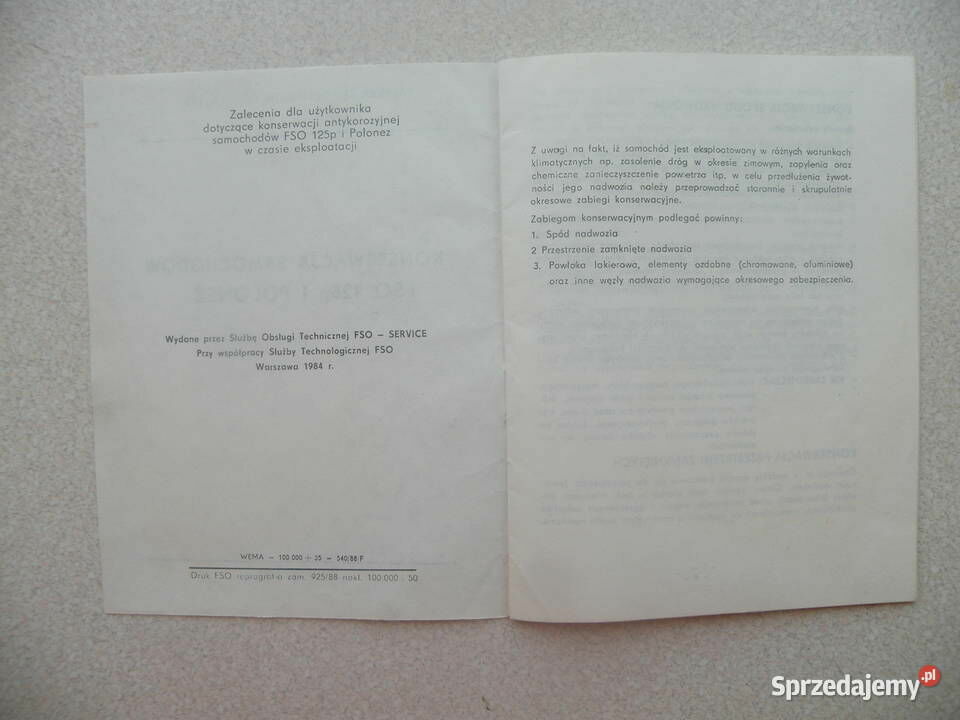 Zalecenia dla użytkownika
dotyczące konserwacji antykorozyjnej
samochodów FSO 125p i Polonez
w czasie eksploatacji
Wydane przez Służbę Obsługi Technicznej FSO – SERVICE
Przy współpracy Służby Technologicznej FSO
Warszawa 1984 r.
WEMA – 100 000 + 35 – 540/88/F
Druk FSO reprografia zam. 925/88 nakł. 100.000 + 50
Z uwagi na fakt, iż samochód jest eksploatowany w różnych warunkach
klimatycznych np. zasolenie dróg w okresie zimowym, zapylenia oraz
chemiczne zanieczyszczenie powietrza itp. w celu przedłużenia żywot-
ności jego nadwozia należy przeprowadzać starannie i skrupulatnie
okresowe zabiegi konserwacyjne.
Zabiegom konserwacyjnym podlegać powinny:
1. Spód nadwozia
2 Przestrzenie zamknięte nadwozia
3. Powłoka lakierowa, elementy ozdobne (chromowane, aluminiowe)
oraz inne węzły nadwozia wymagające okresowego zabezpieczenia.
Sprzedajemy.pl